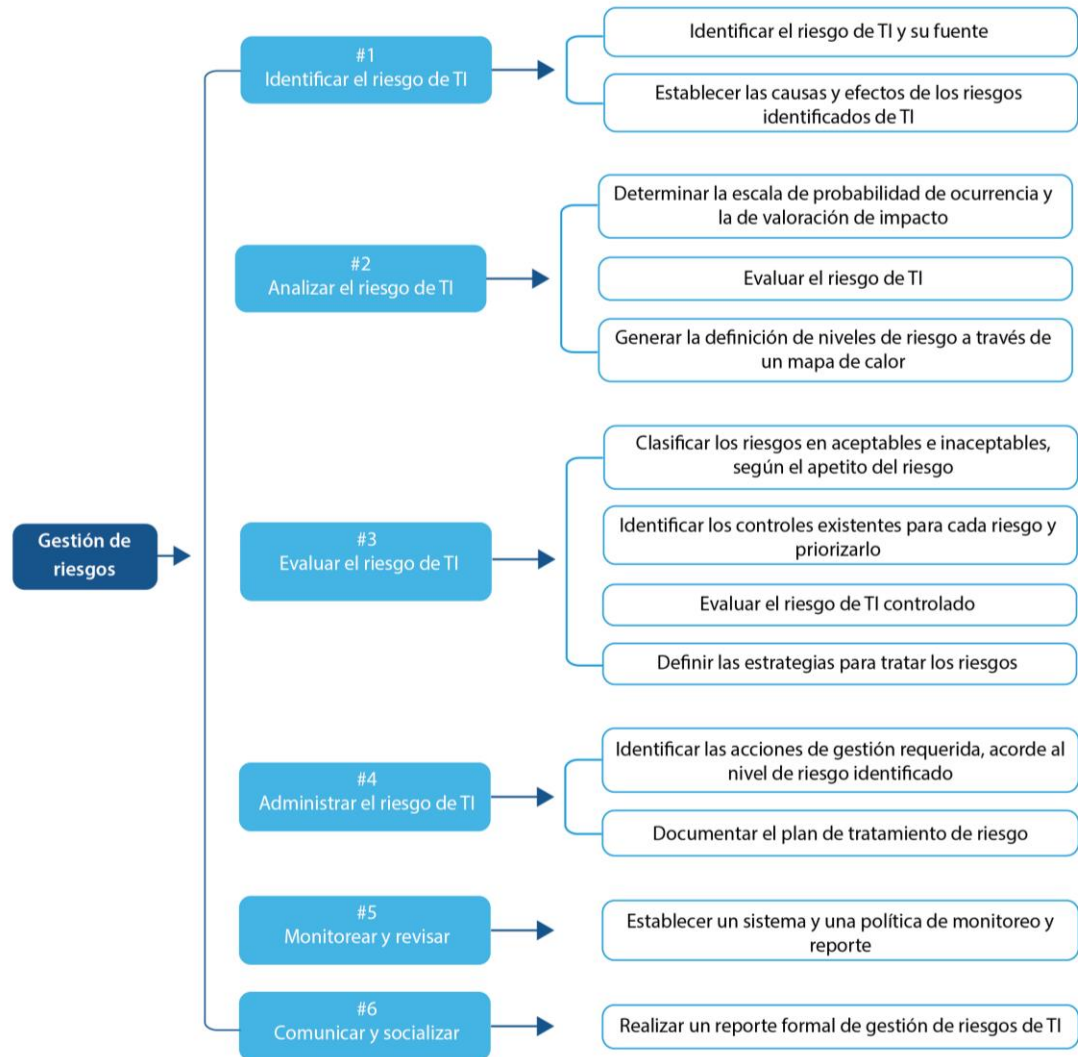 #1
Identificar el riesgo de TI
Identificar el riesgo de TI y su fuente
Establecer las causas y efectos de los riesgos
identificados de TI
#2
Analizar el riesgo de TI
Determinar la escala de probabilidad de ocurrencia y
la de valoración de impacto
Evaluar el riesgo de TI
Generar la definición de niveles de riesgo a través de
un mapa de calor
Gestión de
riesgos
#3
Evaluar el riesgo de TI
Clasificar los riesgos en aceptables e inaceptables,
según el apetito del riesgo
Identificar los controles existentes para cada riesgo y
priorizarlo
Evaluar el riesgo de TI controlado
Definir las estrategias para tratar los riesgos
#4
Administrar el riesgo de TI
Identificar las acciones de gestión requerida, acorde al
nivel de riesgo identificado
Documentar el plan de tratamiento de riesgo
#5
Monitorear y revisar
Establecer un sistema y una política de monitoreo y
reporte
#6
Comunicar y socializar
Realizar un reporte formal de gestión de riesgos de TI